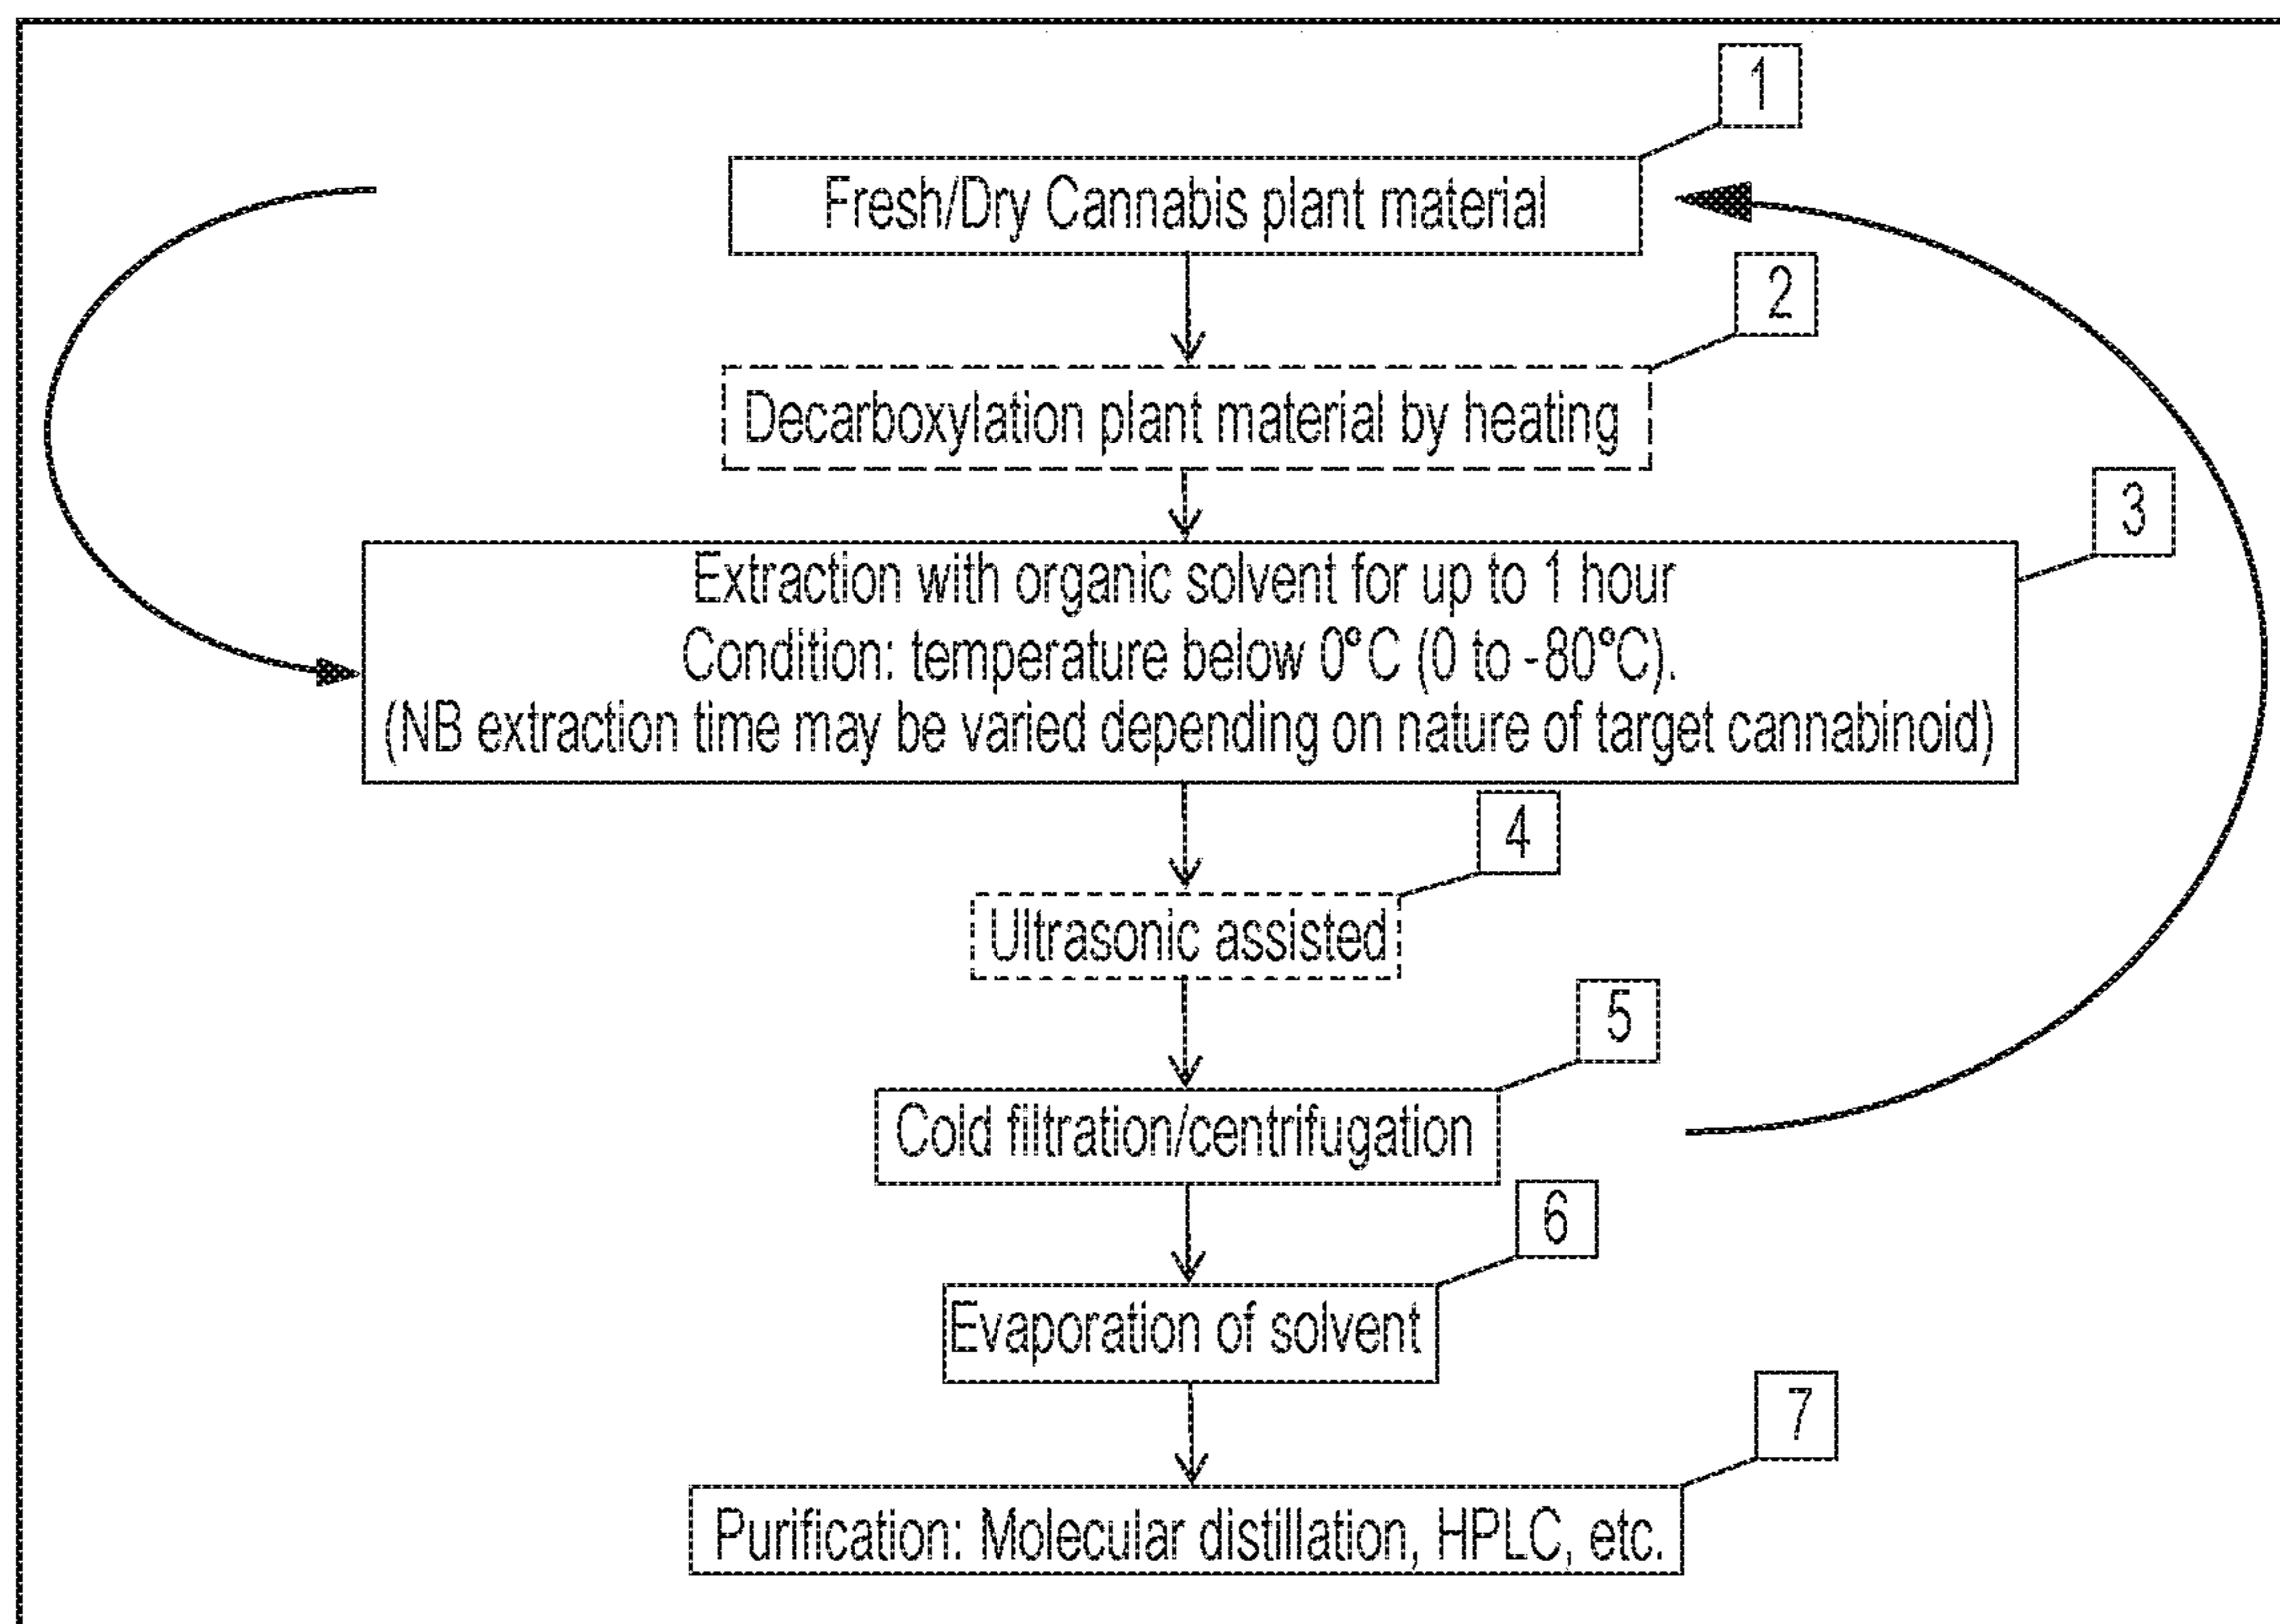 1
Fresh/Dry Cannabis plant material
2
Decarboxylation plant material by heating
3
Extraction with organic solvent for up to 1 hour
Condition: temperature below 0°C (0 to -80°C).
(NB extraction time may be varied depending on nature of target cannabinoid)
4
Ultrasonic assisted
5
Cold filtration/centrifugation
6
Evaporation of solvent
7
Purification: Molecular distillation, HPLC, etc.